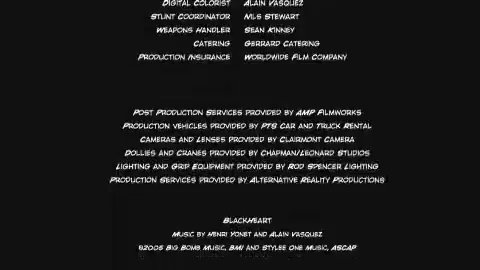 Digital Colorist Alain Vasquez
Stunt Coordinator Nils Stewart
Weapons Handler Sean Kinney
Catering Gerrard Catering
Production Insurance Worldwide Film Company
Post Production Services provided by AMP Filmworks
Production vehicles provided by PTS Car and Truck Rental
Cameras and Lenses Provided by Clairmont Camera
Dollies and Cranes provided by Chapman/Leonard Studios
Lighting and Grip Equipment provided by Rod Spencer Lighting
Production Services Provided by Alternative Reality Productions
Blackheart
Music by Henri Yonet and Alain Vasquez
©2006 Big Bomb Music, BMI and Stylee One Music, ASCAP